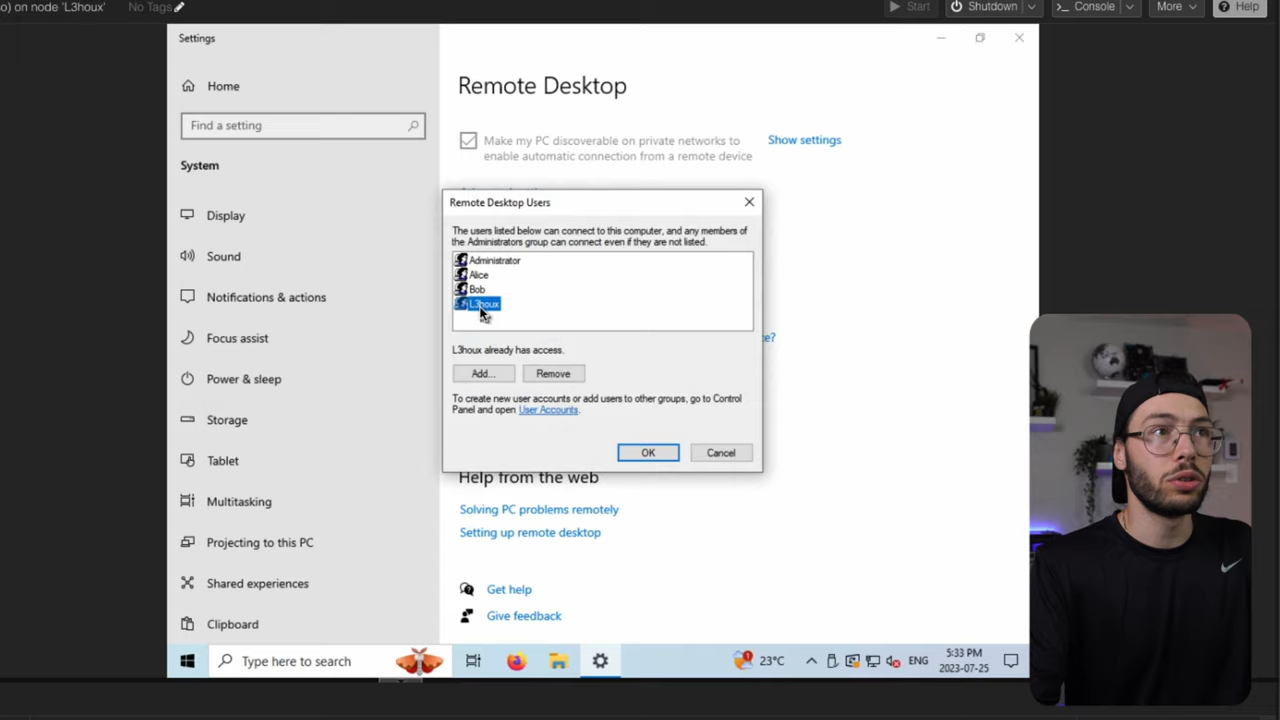 o) on node 'L3houx'
No Tags
Start
Shutdown
Console
More
Help
Settings
Home
Find a setting
System
Display
Sound
Notifications & actions
Focus assist
Power & sleep
Storage
Tablet
Multitasking
Projecting to this PC
Shared experiences
Clipboard
Remote Desktop
Make my PC discoverable on private networks to
enable automatic connection from a remote device
Show settings
Remote Desktop Users
The users listed below can connect to this computer, and any members of
the Administrators group can connect even if they are not listed.
Administrator
Alice
Bob
L3houx
L3houx already has access.
Add...
Remove
To create new user accounts or add users to other groups, go to Control
Panel and open User Accounts.
OK
Cancel
e?
Help from the web
Solving PC problems remotely
Setting up remote desktop
Get help
Give feedback
Type here to search
23°C
ENG
5:33 PM
2023-07-25